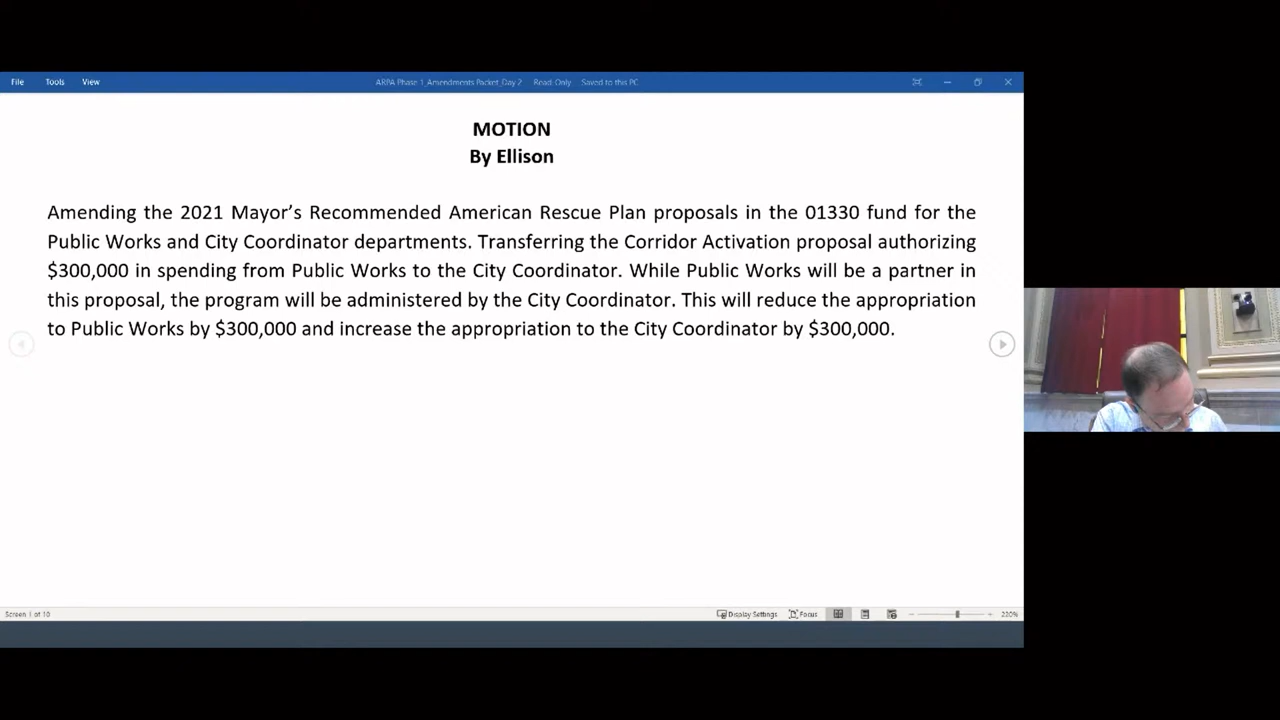 File Tools View ARPA Phase 1_Amendments Packet_Day 2 Read-Only Saved to this PC
MOTION
By Ellison
Amending the 2021 Mayor’s Recommended American Rescue Plan proposals in the 01330 fund for the
Public Works and City Coordinator departments. Transferring the Corridor Activation proposal authorizing
$300,000 in spending from Public Works to the City Coordinator. While Public Works will be a partner in
this proposal, the program will be administered by the City Coordinator. This will reduce the appropriation
to Public Works by $300,000 and increase the appropriation to the City Coordinator by $300,000.
Screen 1 of 10 Display Settings Focus 220%